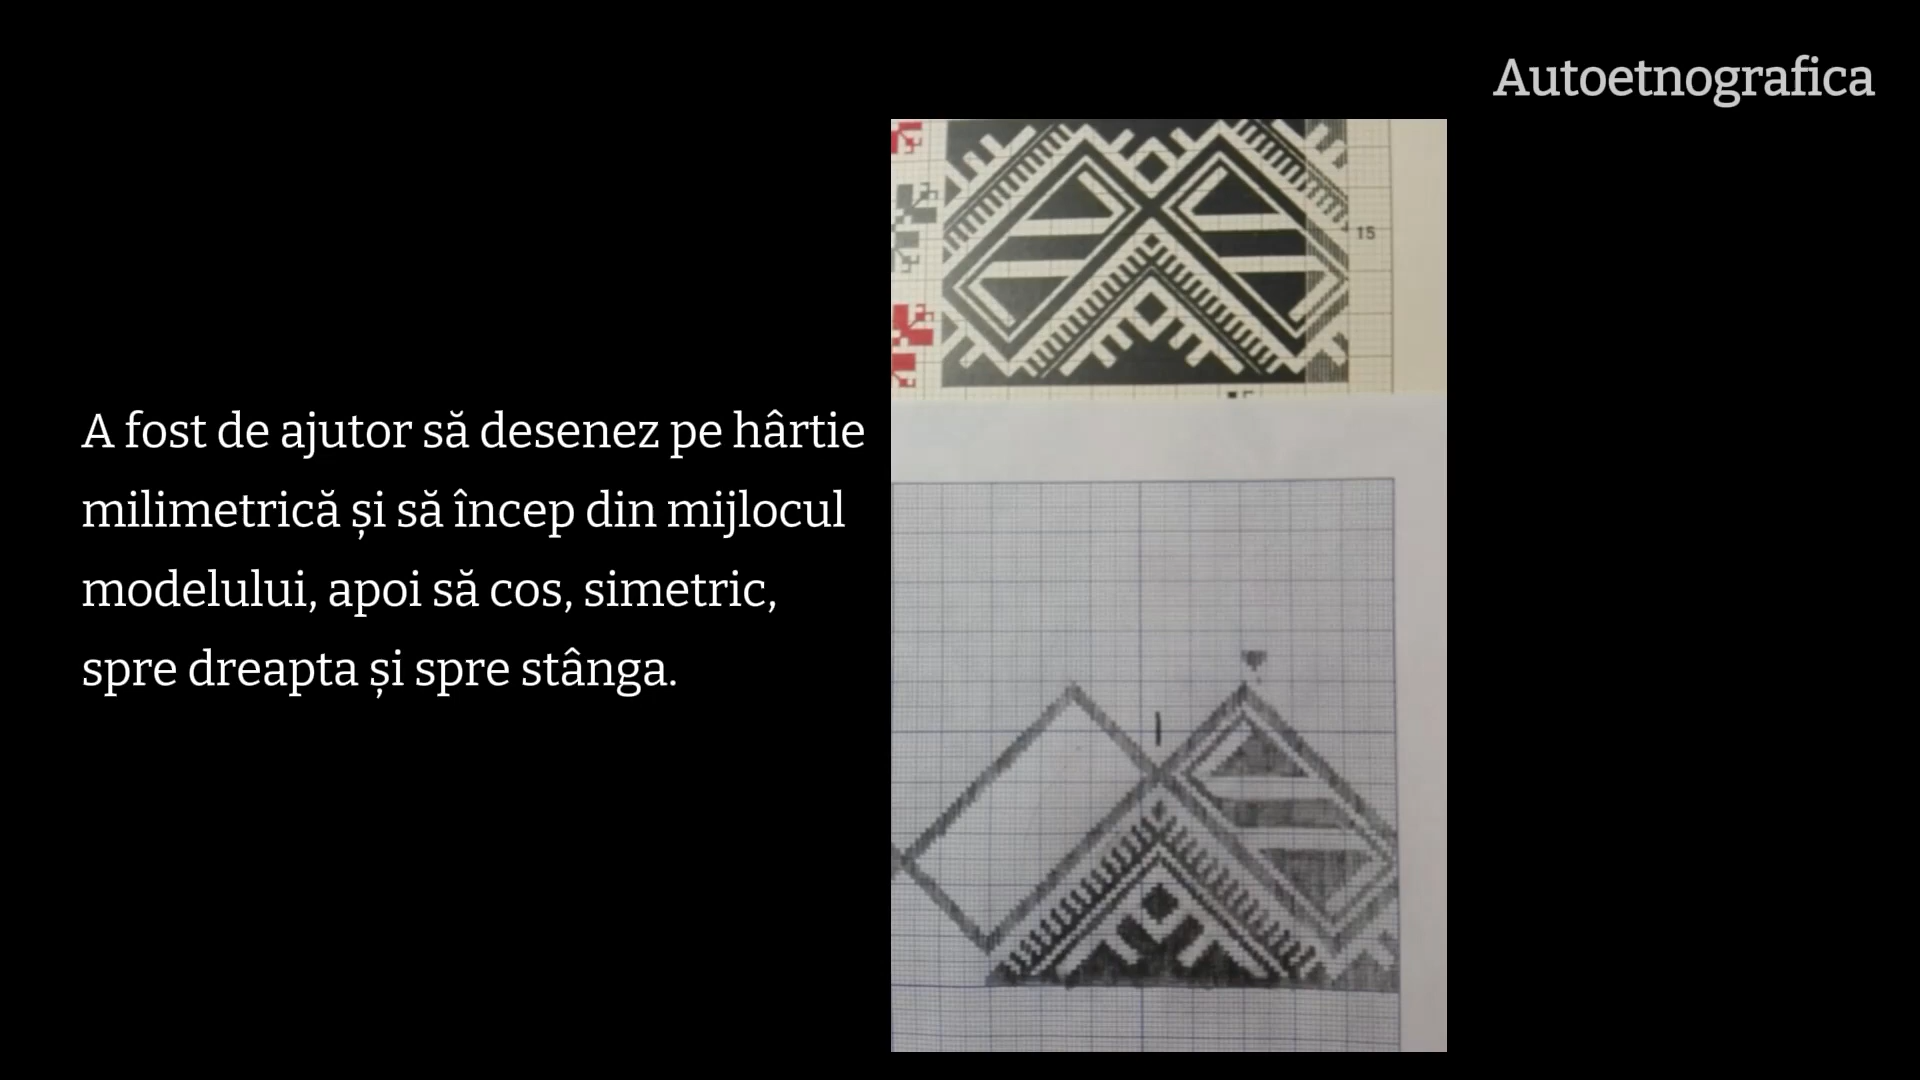 Autoetnografica
A fost de ajutor să desenez pe hârtie
milimetrică și să încep din mijlocul
modelului, apoi să cos, simetric,
spre dreapta și spre stânga.
15